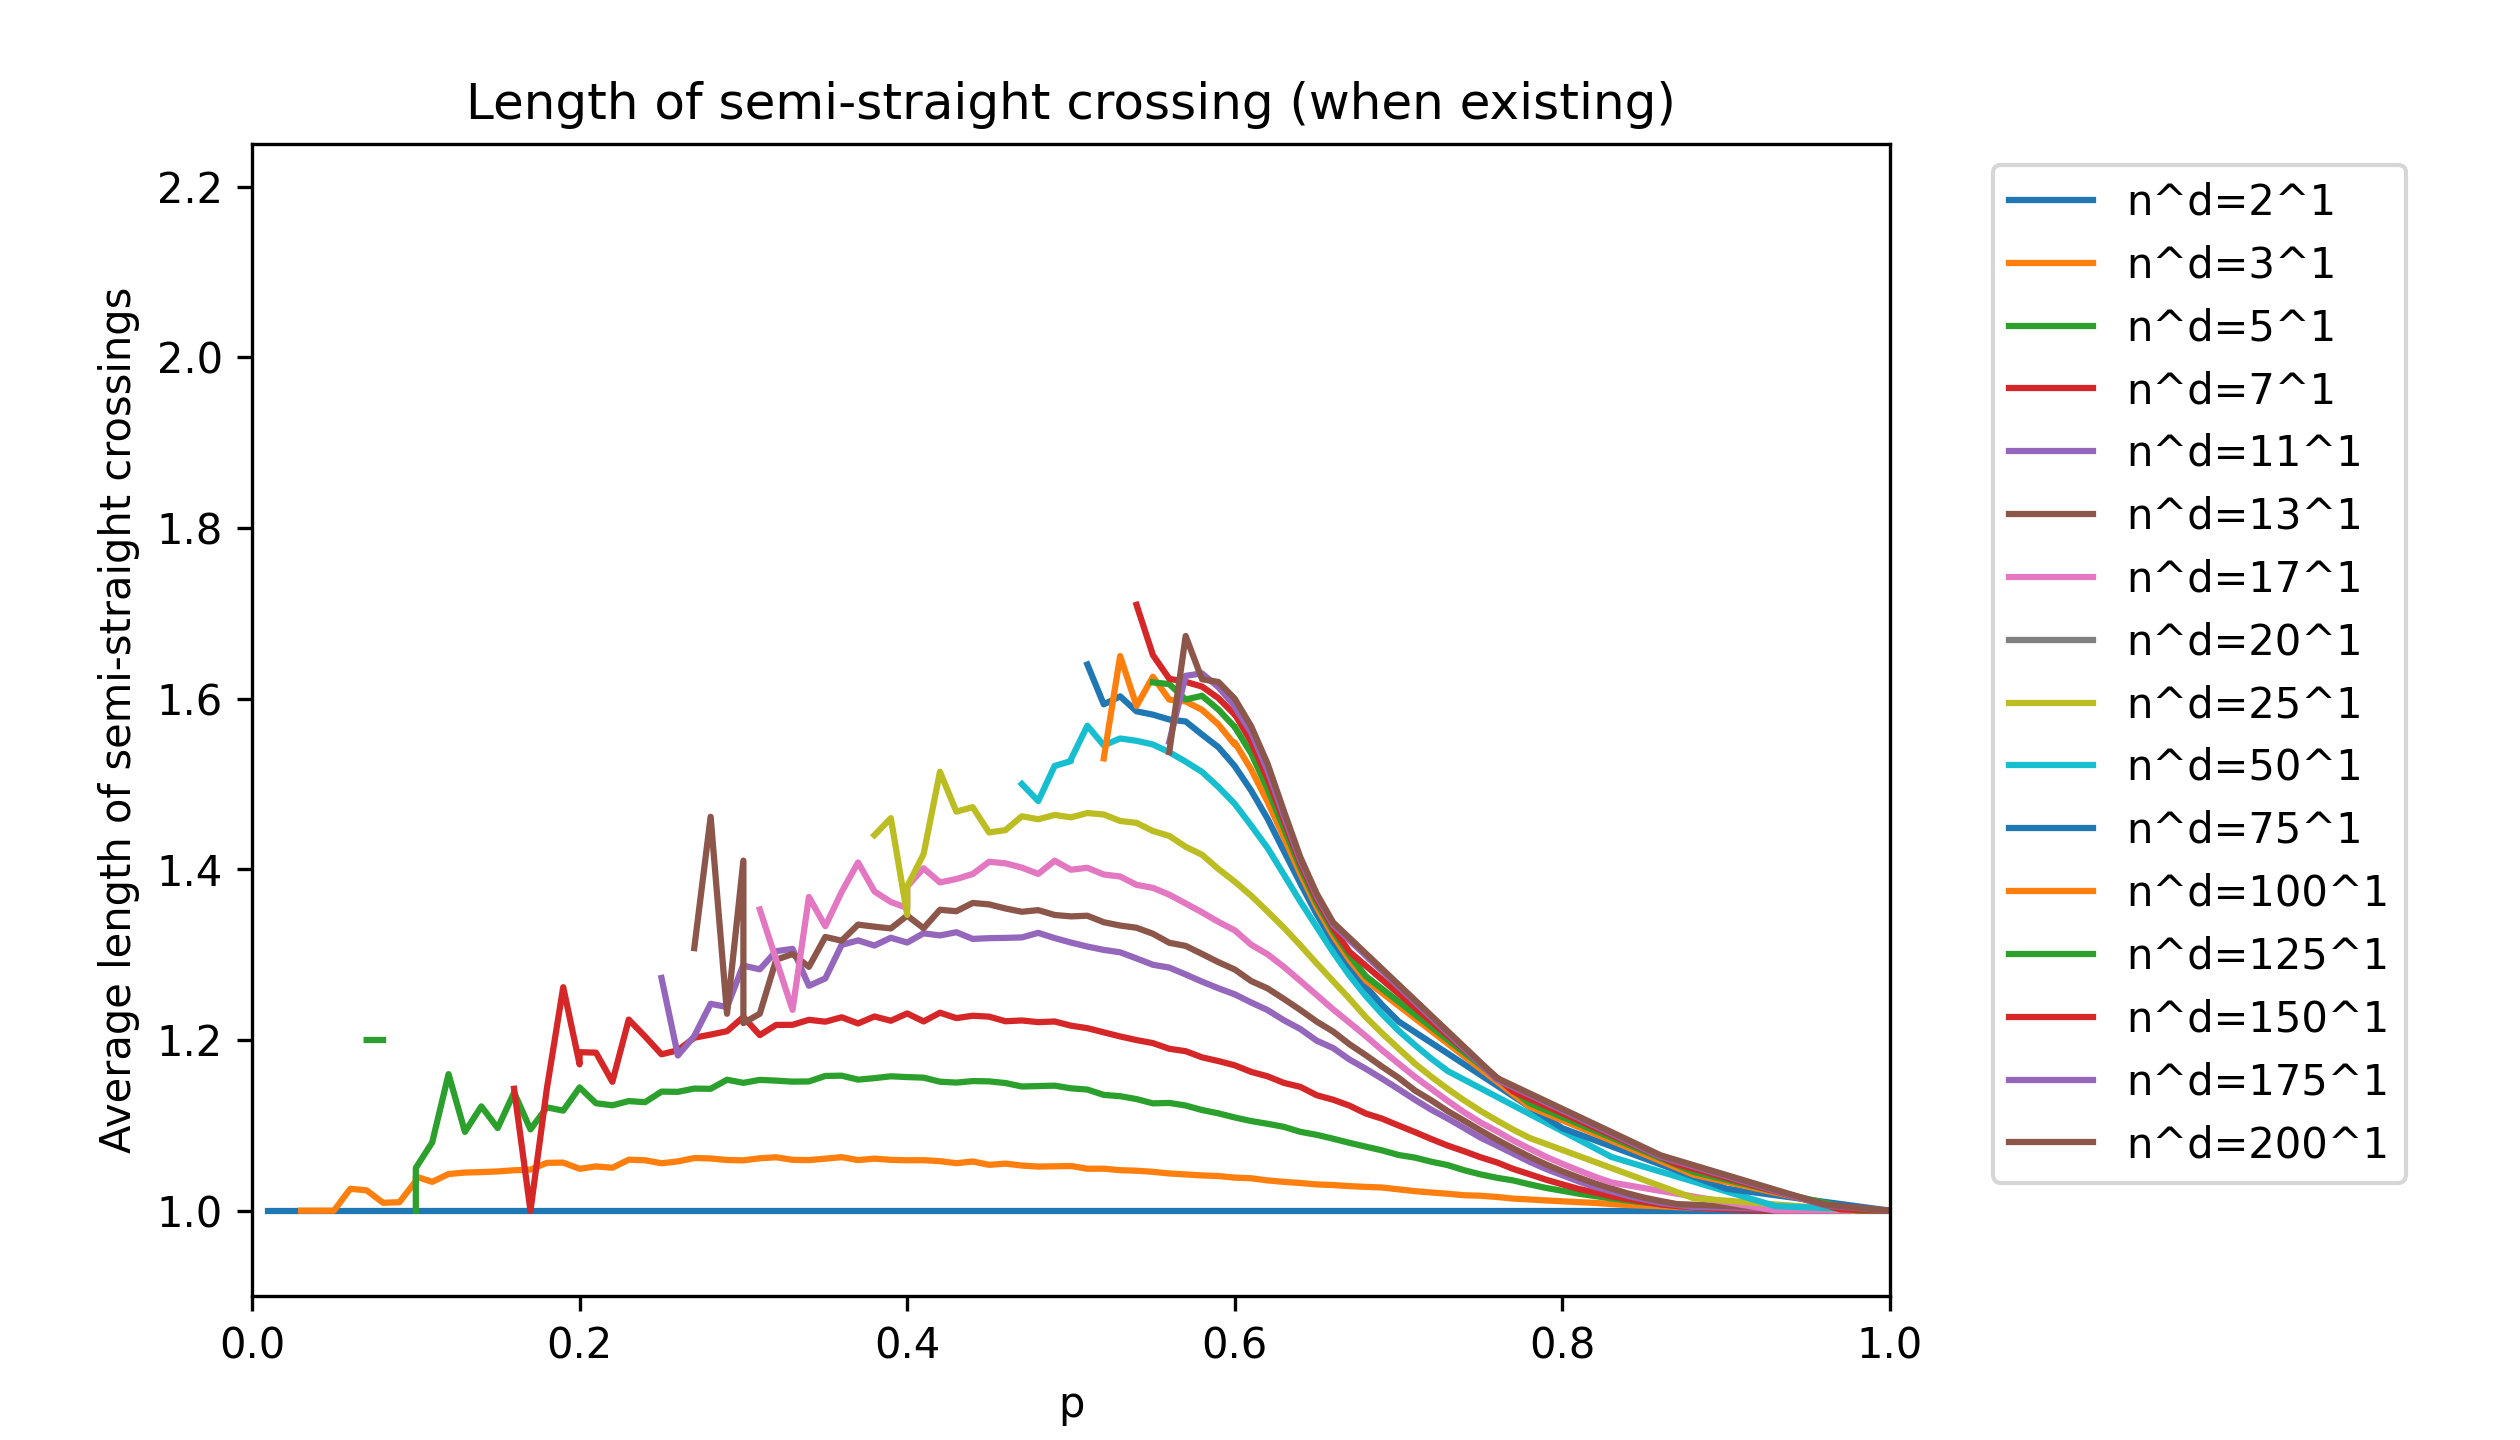 Length of semi-straight crossing (when existing)
Average length of semi-straight crossings
2.2
2.0
1.8
1.6
1.4
1.2
1.0
0.0 0.2 0.4 0.6 0.8 1.0
p
n^d=2^1
n^d=3^1
n^d=5^1
n^d=7^1
n^d=11^1
n^d=13^1
n^d=17^1
n^d=20^1
n^d=25^1
n^d=50^1
n^d=75^1
n^d=100^1
n^d=125^1
n^d=150^1
n^d=175^1
n^d=200^1